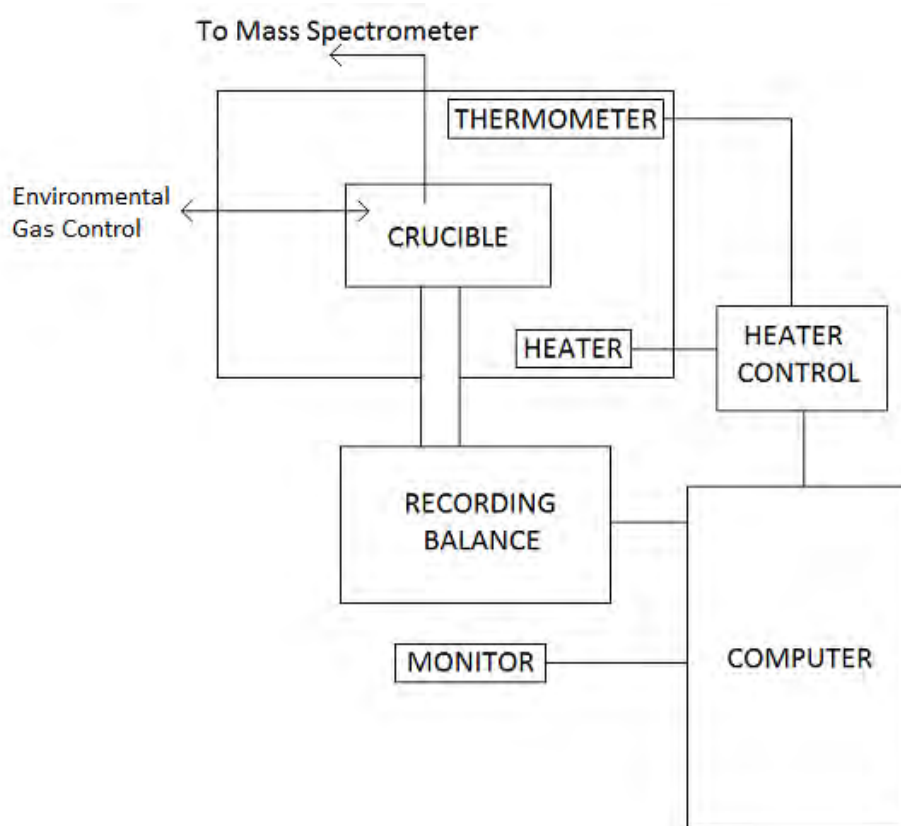 To Mass Spectrometer
THERMOMETER
Environmental
Gas Control
CRUCIBLE
HEATER
HEATER
CONTROL
RECORDING
BALANCE
MONITOR
COMPUTER